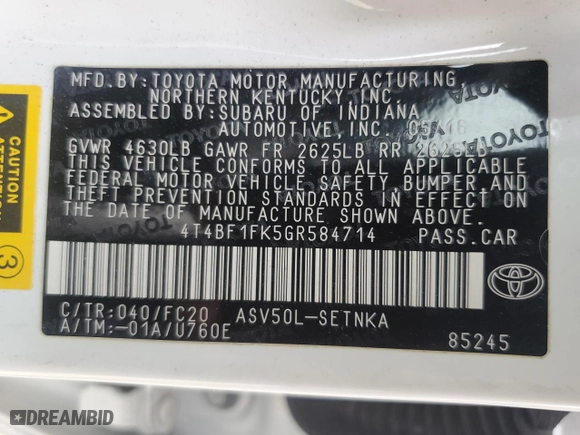 MFD. BY: TOYOTA MOTOR MANUFACTURING
NORTHERN KENTUCKY, INC.
ASSEMBLED BY: SUBARU OF INDIANA
AUTOMOTIVE, INC. 05/16
GVWR 4630LB GAWR FR 2625LB RR 2625LB
THIS VEHICLE CONFORMS TO ALL APPLICABLE
FEDERAL MOTOR VEHICLE SAFETY, BUMPER AND
THEFT PREVENTION STANDARDS IN EFFECT ON
THE DATE OF MANUFACTURE SHOWN ABOVE.
4T4BF1FK5GR584714 PASS. CAR
C/TR: 040/FC20 ASV50L-SETNKA
A/TM: -01A/U760E
85245
TOYOTA
ATTENTION
3
DREAMBID